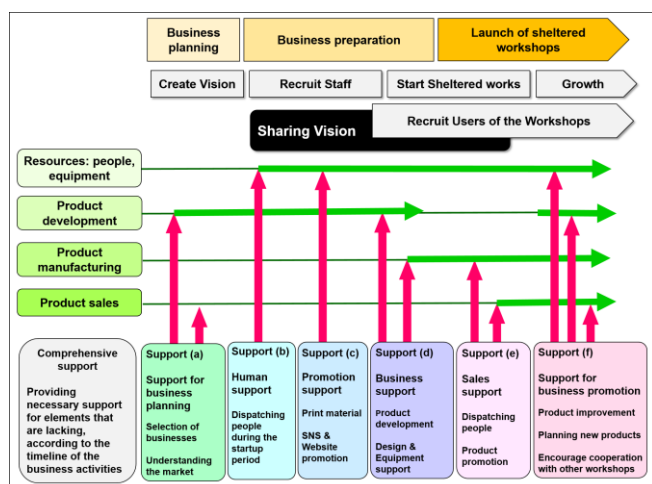 Business
planning
Business preparation
Launch of sheltered
workshops
Create Vision
Recruit Staff
Start Sheltered works
Growth
Sharing Vision
Recruit Users of the Workshops
Resources: people,
equipment
Product
development
Product
manufacturing
Product sales
Comprehensive
support
Providing
necessary support
for elements that
are lacking,
according to the
timeline of the
business activities
Support (a)
Support for
business
planning
Selection of
businesses
Understanding
the market
Support (b)
Human
support
Dispatching
people
during the
startup
period
Support (c)
Promotion
support
Print material
SNS &
Website
promotion
Support (d)
Business
support
Product
development
Design &
Equipment
support
Support (e)
Sales
support
Dispatching
people
Product
promotion
Support (f)
Support for
business promotion
Product improvement
Planning new products
Encourage cooperation
with other workshops